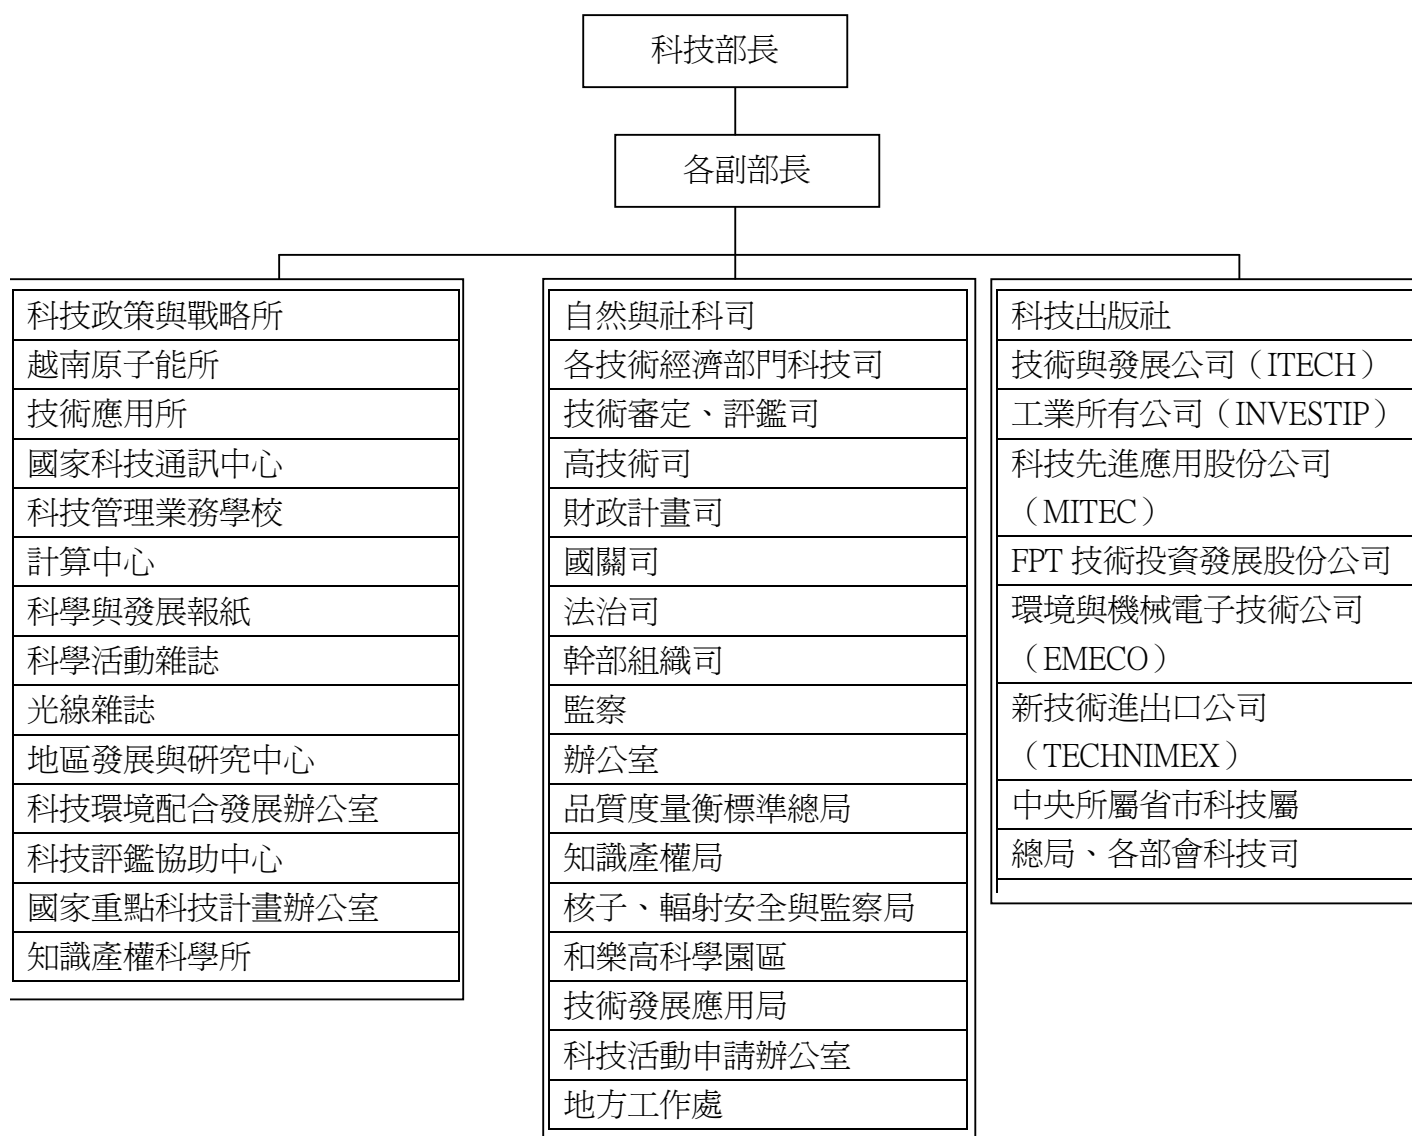 科技部長
各副部長
科技政策與戰略所
越南原子能所
技術應用所
國家科技通訊中心
科技管理業務學校
計算中心
科學與發展報紙
科學活動雜誌
光線雜誌
地區發展與研究中心
科技環境配合發展辦公室
科技評鑑協助中心
國家重點科技計畫辦公室
知識產權科學所
自然與社科司
各技術經濟部門科技司
技術審定、評鑑司
高技術司
財政計畫司
國關司
法治司
幹部組織司
監察
辦公室
品質度量衡標準總局
知識產權局
核子、輻射安全與監察局
和樂高科學園區
技術發展應用局
科技活動申請辦公室
地方工作處
科技出版社
技術與發展公司（ITECH）
工業所有公司（INVESTIP）
科技先進應用股份公司
（MITEC）
FPT 技術投資發展股份公司
環境與機械電子技術公司
（EMECO）
新技術進出口公司
（TECHNIMEX）
中央所屬省市科技屬
總局、各部會科技司